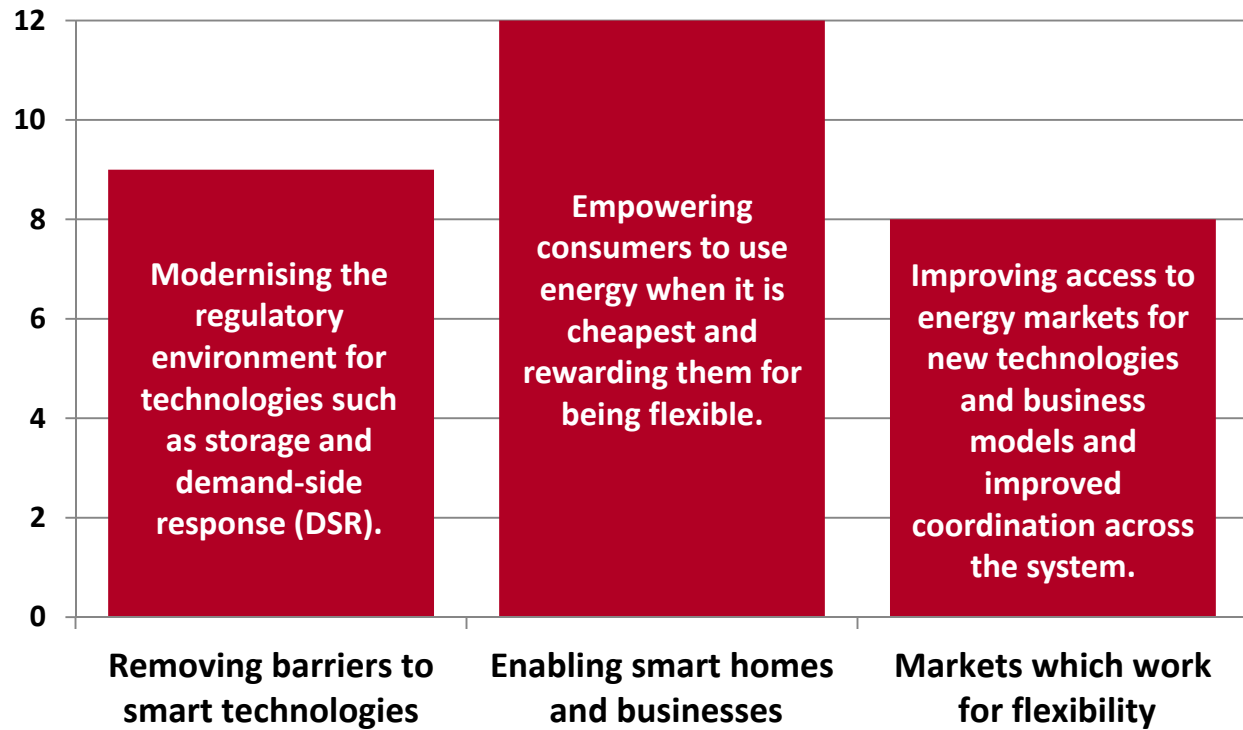 12
10
8
6
4
2
0
Modernising the
regulatory
environment for
technologies such
as storage and
demand-side
response (DSR).
Empowering
consumers to use
energy when it is
cheapest and
rewarding them for
being flexible.
Improving access to
energy markets for
new technologies
and business
models and
improved
coordination across
the system.
Removing barriers to
smart technologies
Enabling smart homes
and businesses
Markets which work
for flexibility